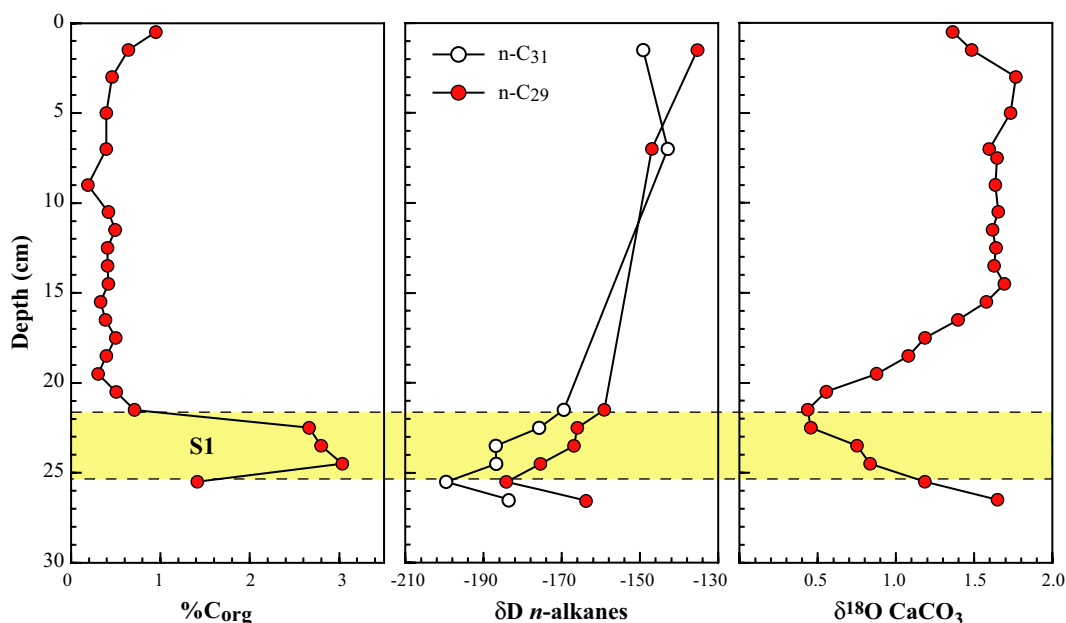 0
5
10
15
20
25
30
Depth (cm)
S1
0 1 2 3
%Corg
n-C31
n-C29
-210 -190 -170 -150 -130
δD n-alkanes
0.5 1.0 1.5 2.0
δ18O CaCO3